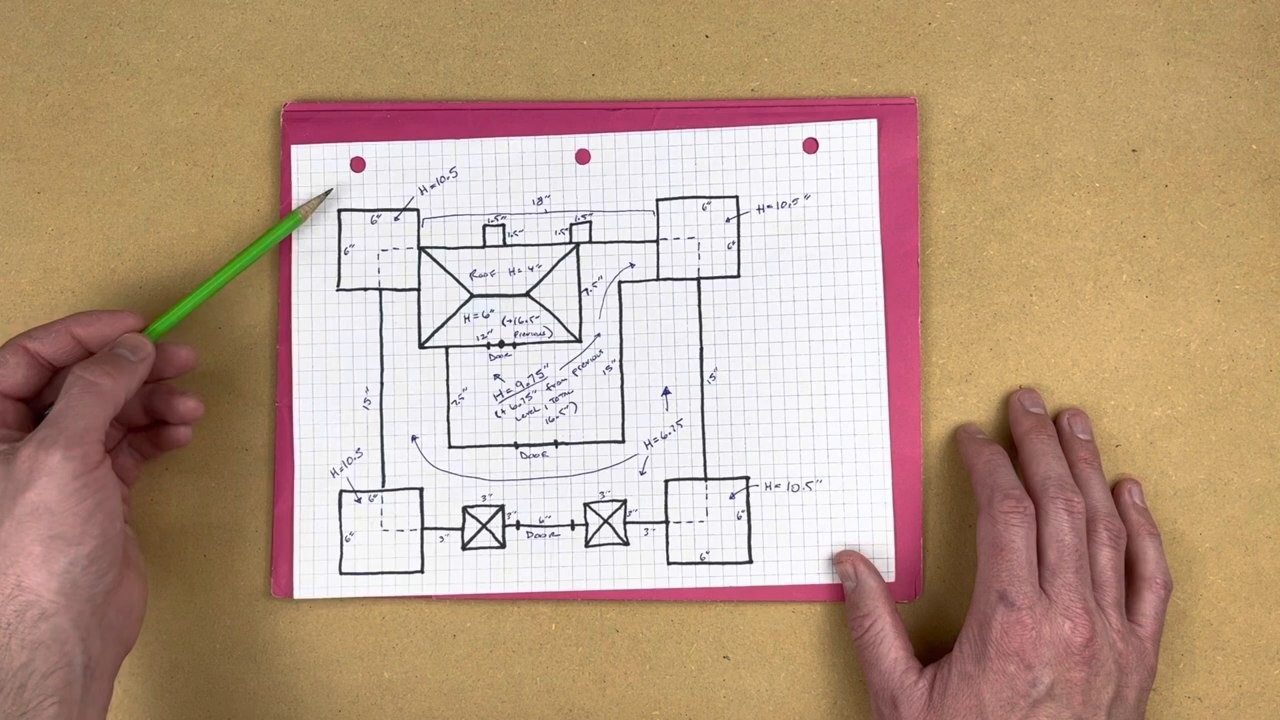 H=10.5
18"
6"
6"
1.5"
1.5"
1.5"
1.5"
6"
H=10.5"
6"
ROOF H=4"
7.5"
H=6" (→16.5"
PREVIOUS)
12"
DOOR
H=9.75"
(+6.75" from previous
level, total
16.5")
7.5"
15"
15"
15"
DOOR
H=6.75
H=10.5
6"
6"
3"
3"
3"
6"
DOOR
3"
3"
3"
H=10.5"
6"
6"